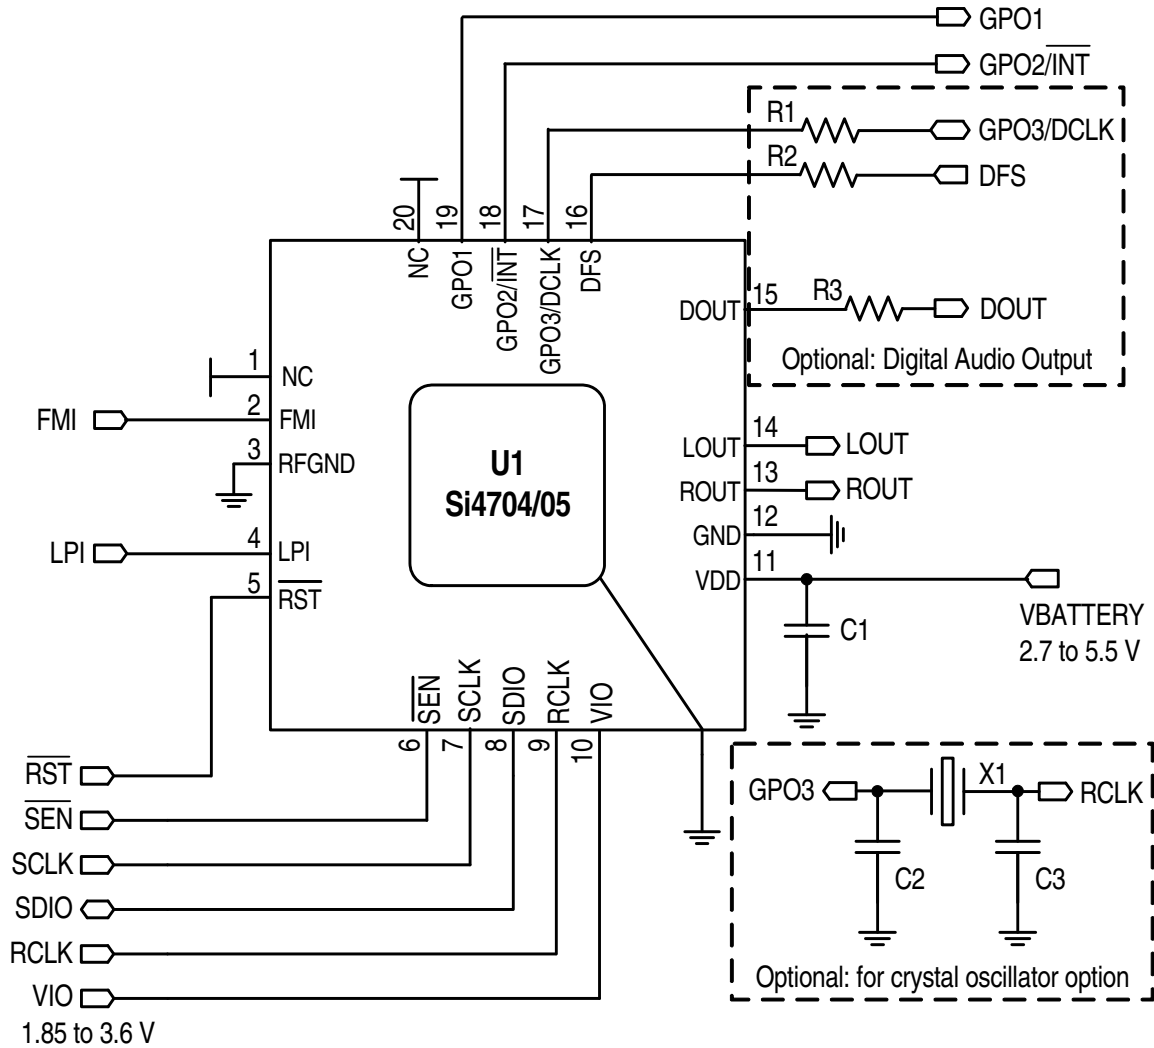 GPO1
GPO2/INT
R1
GPO3/DCLK
R2
DFS
20
19
18
17
16
NC
GPO1
GPO2/INT
GPO3/DCLK
DFS
DOUT
15
R3
DOUT
Optional: Digital Audio Output
1
NC
FMI
2
FMI
3
RFGND
LPI
4
LPI
5
RST
U1
Si4704/05
LOUT
14
LOUT
ROUT
13
ROUT
GND
12
VDD
11
VBATTERY
2.7 to 5.5 V
C1
SEN
SCLK
SDIO
RCLK
VIO
6
7
8
9
10
RST
SEN
SCLK
SDIO
RCLK
VIO
1.85 to 3.6 V
GPO3
X1
RCLK
C2
C3
Optional: for crystal oscillator option